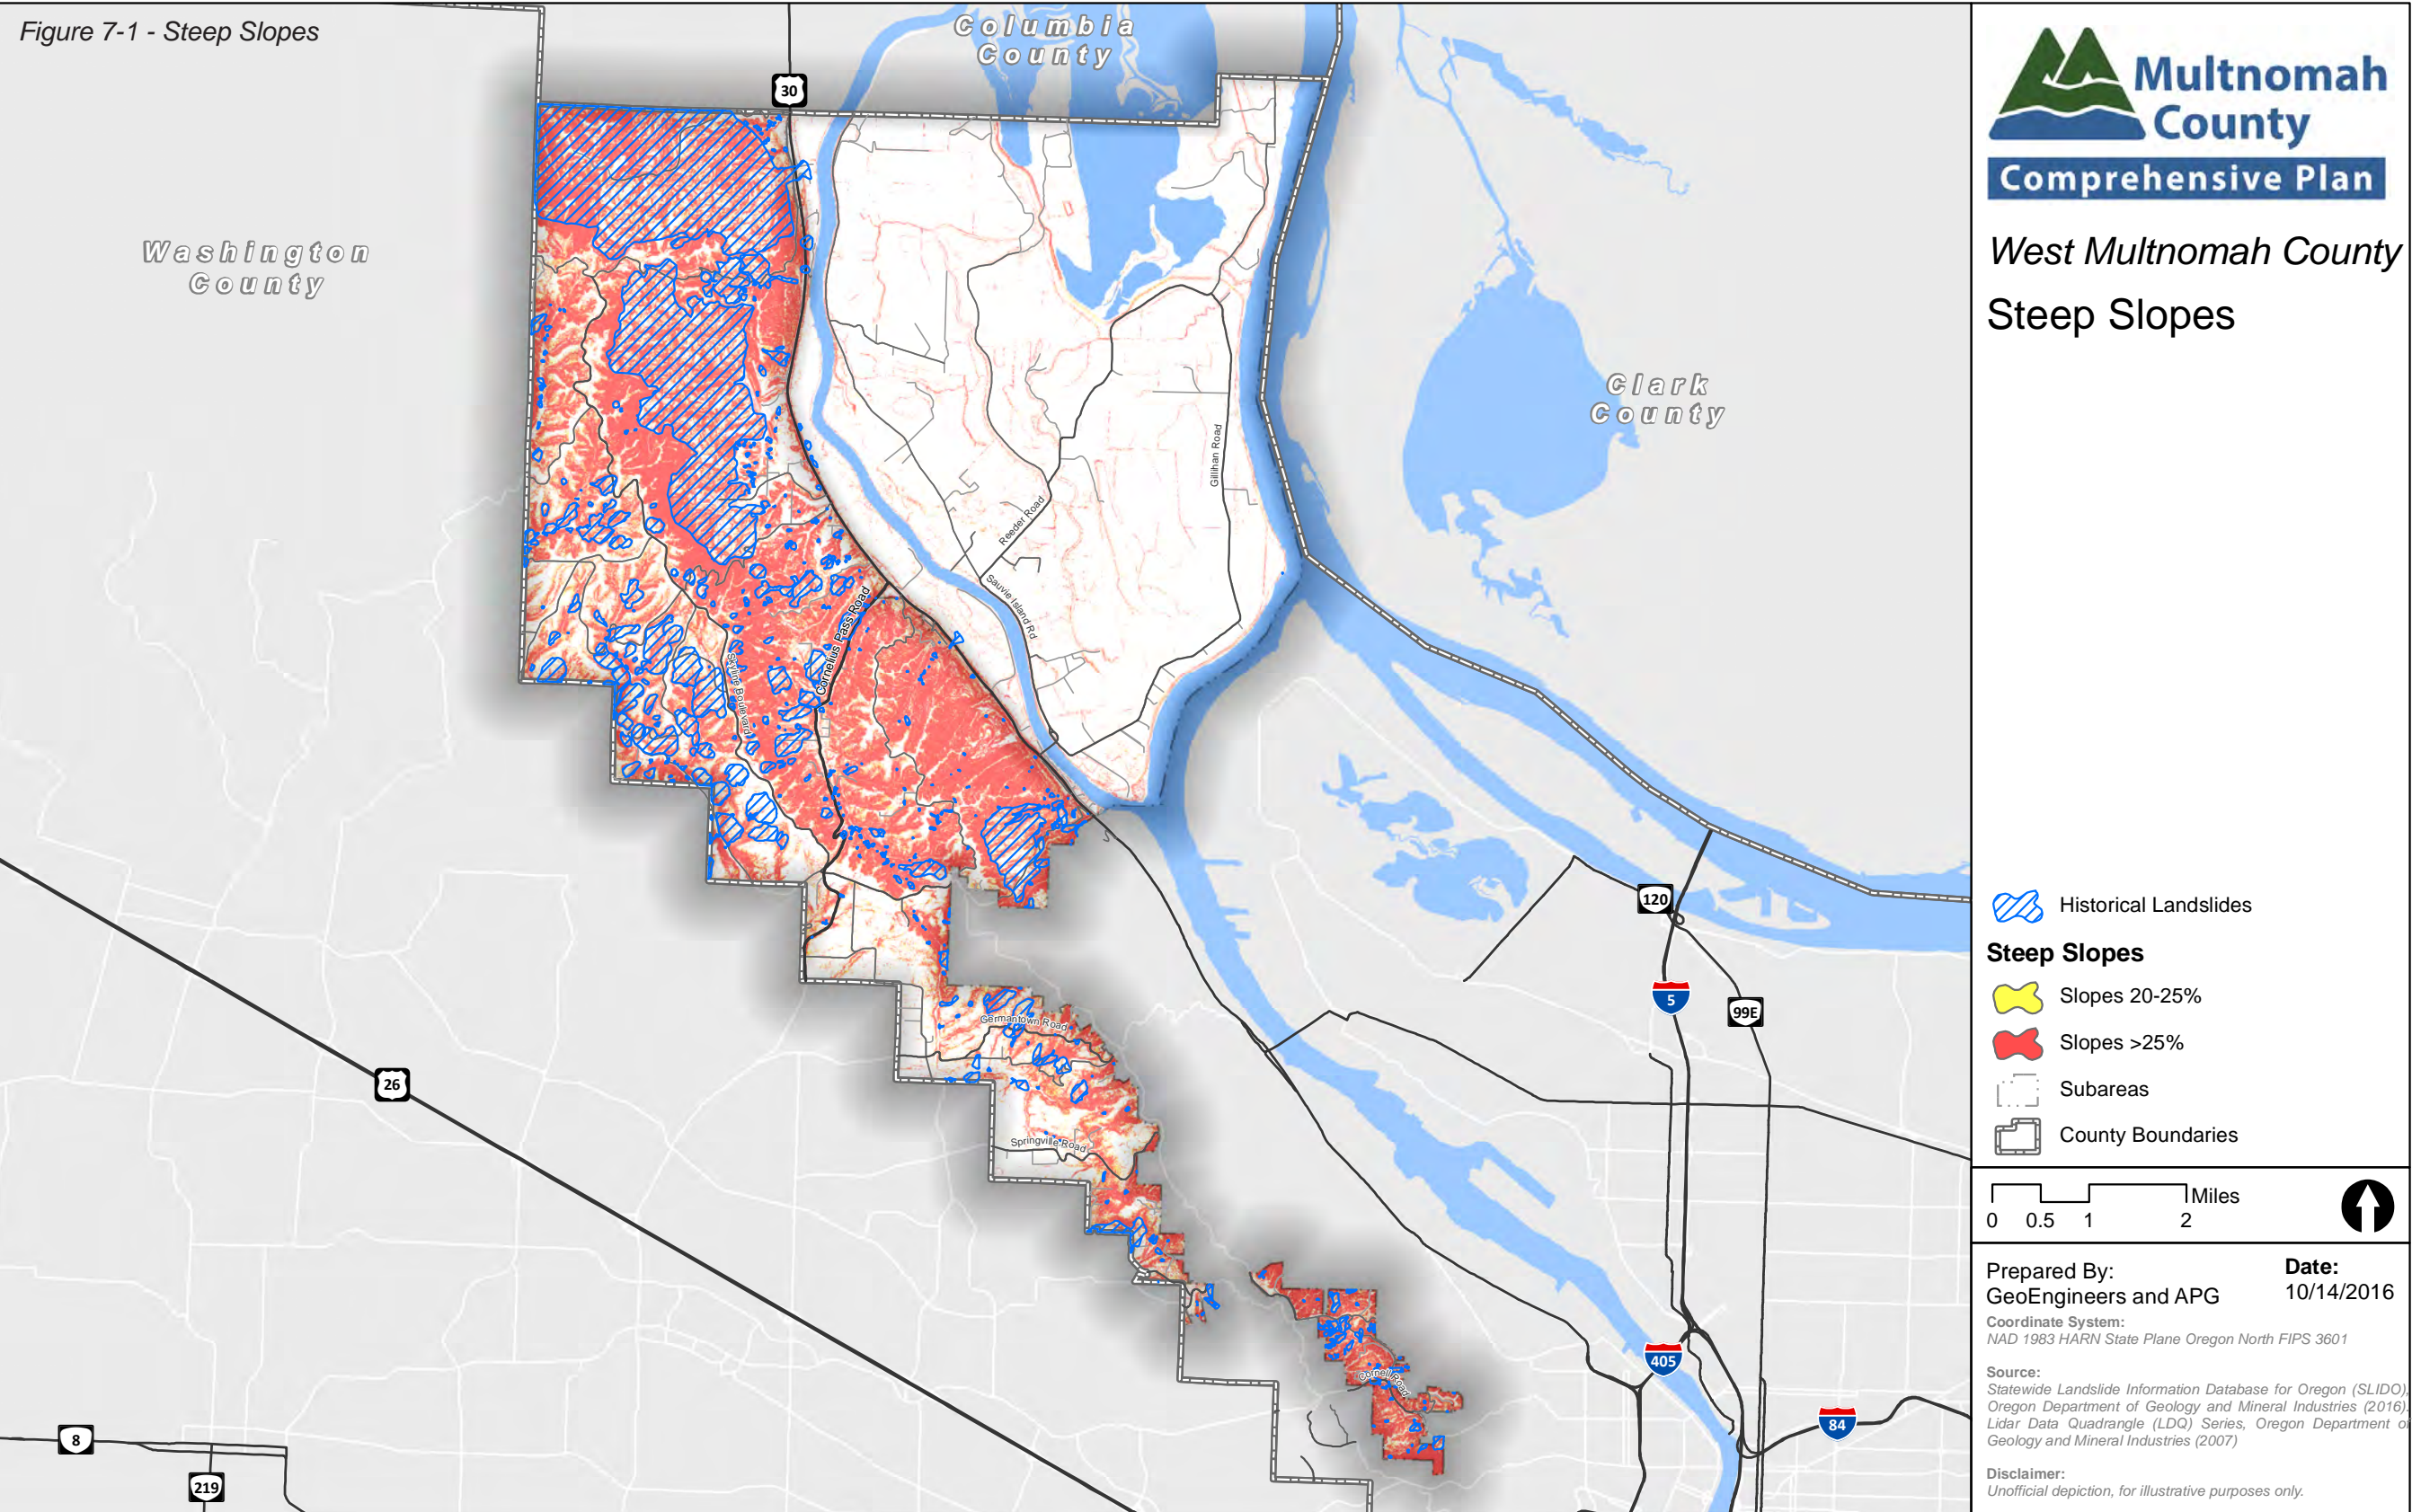 Figure 7-1 - Steep Slopes
Columbia
County
30
Washington
County
Clark
County
Gillihan Road
Reeder Road
Sauvie Island Rd
Cornelius Pass Road
Skyline Boulevard
Germantown Road
Springville Road
Cornell Road
120
5
99E
26
405
84
8
219
Multnomah
County
Comprehensive Plan
West Multnomah County
Steep Slopes
Historical Landslides
Steep Slopes
Slopes 20-25%
Slopes >25%
Subareas
County Boundaries
Miles
0 0.5 1 2
Prepared By:
GeoEngineers and APG
Date:
10/14/2016
Coordinate System:
NAD 1983 HARN State Plane Oregon North FIPS 3601
Source:
Statewide Landslide Information Database for Oregon (SLIDO),
Oregon Department of Geology and Mineral Industries (2016).
Lidar Data Quadrangle (LDQ) Series, Oregon Department of
Geology and Mineral Industries (2007)
Disclaimer:
Unofficial depiction, for illustrative purposes only.